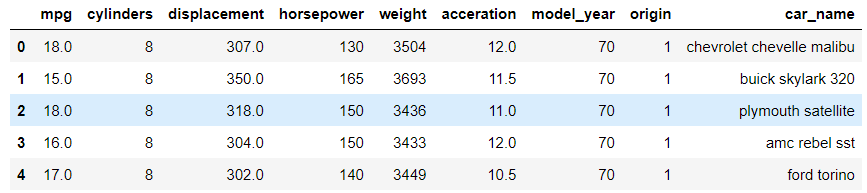 mpg cylinders displacement horsepower weight acceration model_year origin car_name
0 18.0 8 307.0 130 3504 12.0 70 1 chevrolet chevelle malibu
1 15.0 8 350.0 165 3693 11.5 70 1 buick skylark 320
2 18.0 8 318.0 150 3436 11.0 70 1 plymouth satellite
3 16.0 8 304.0 150 3433 12.0 70 1 amc rebel sst
4 17.0 8 302.0 140 3449 10.5 70 1 ford torino